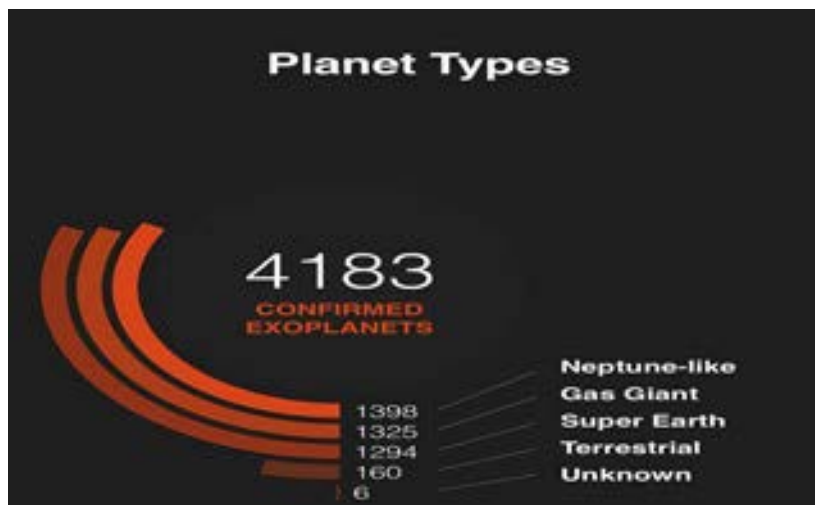 Planet Types
4183
CONFIRMED
EXOPLANETS
1398
1325
1294
160
6
Neptune-like
Gas Giant
Super Earth
Terrestrial
Unknown